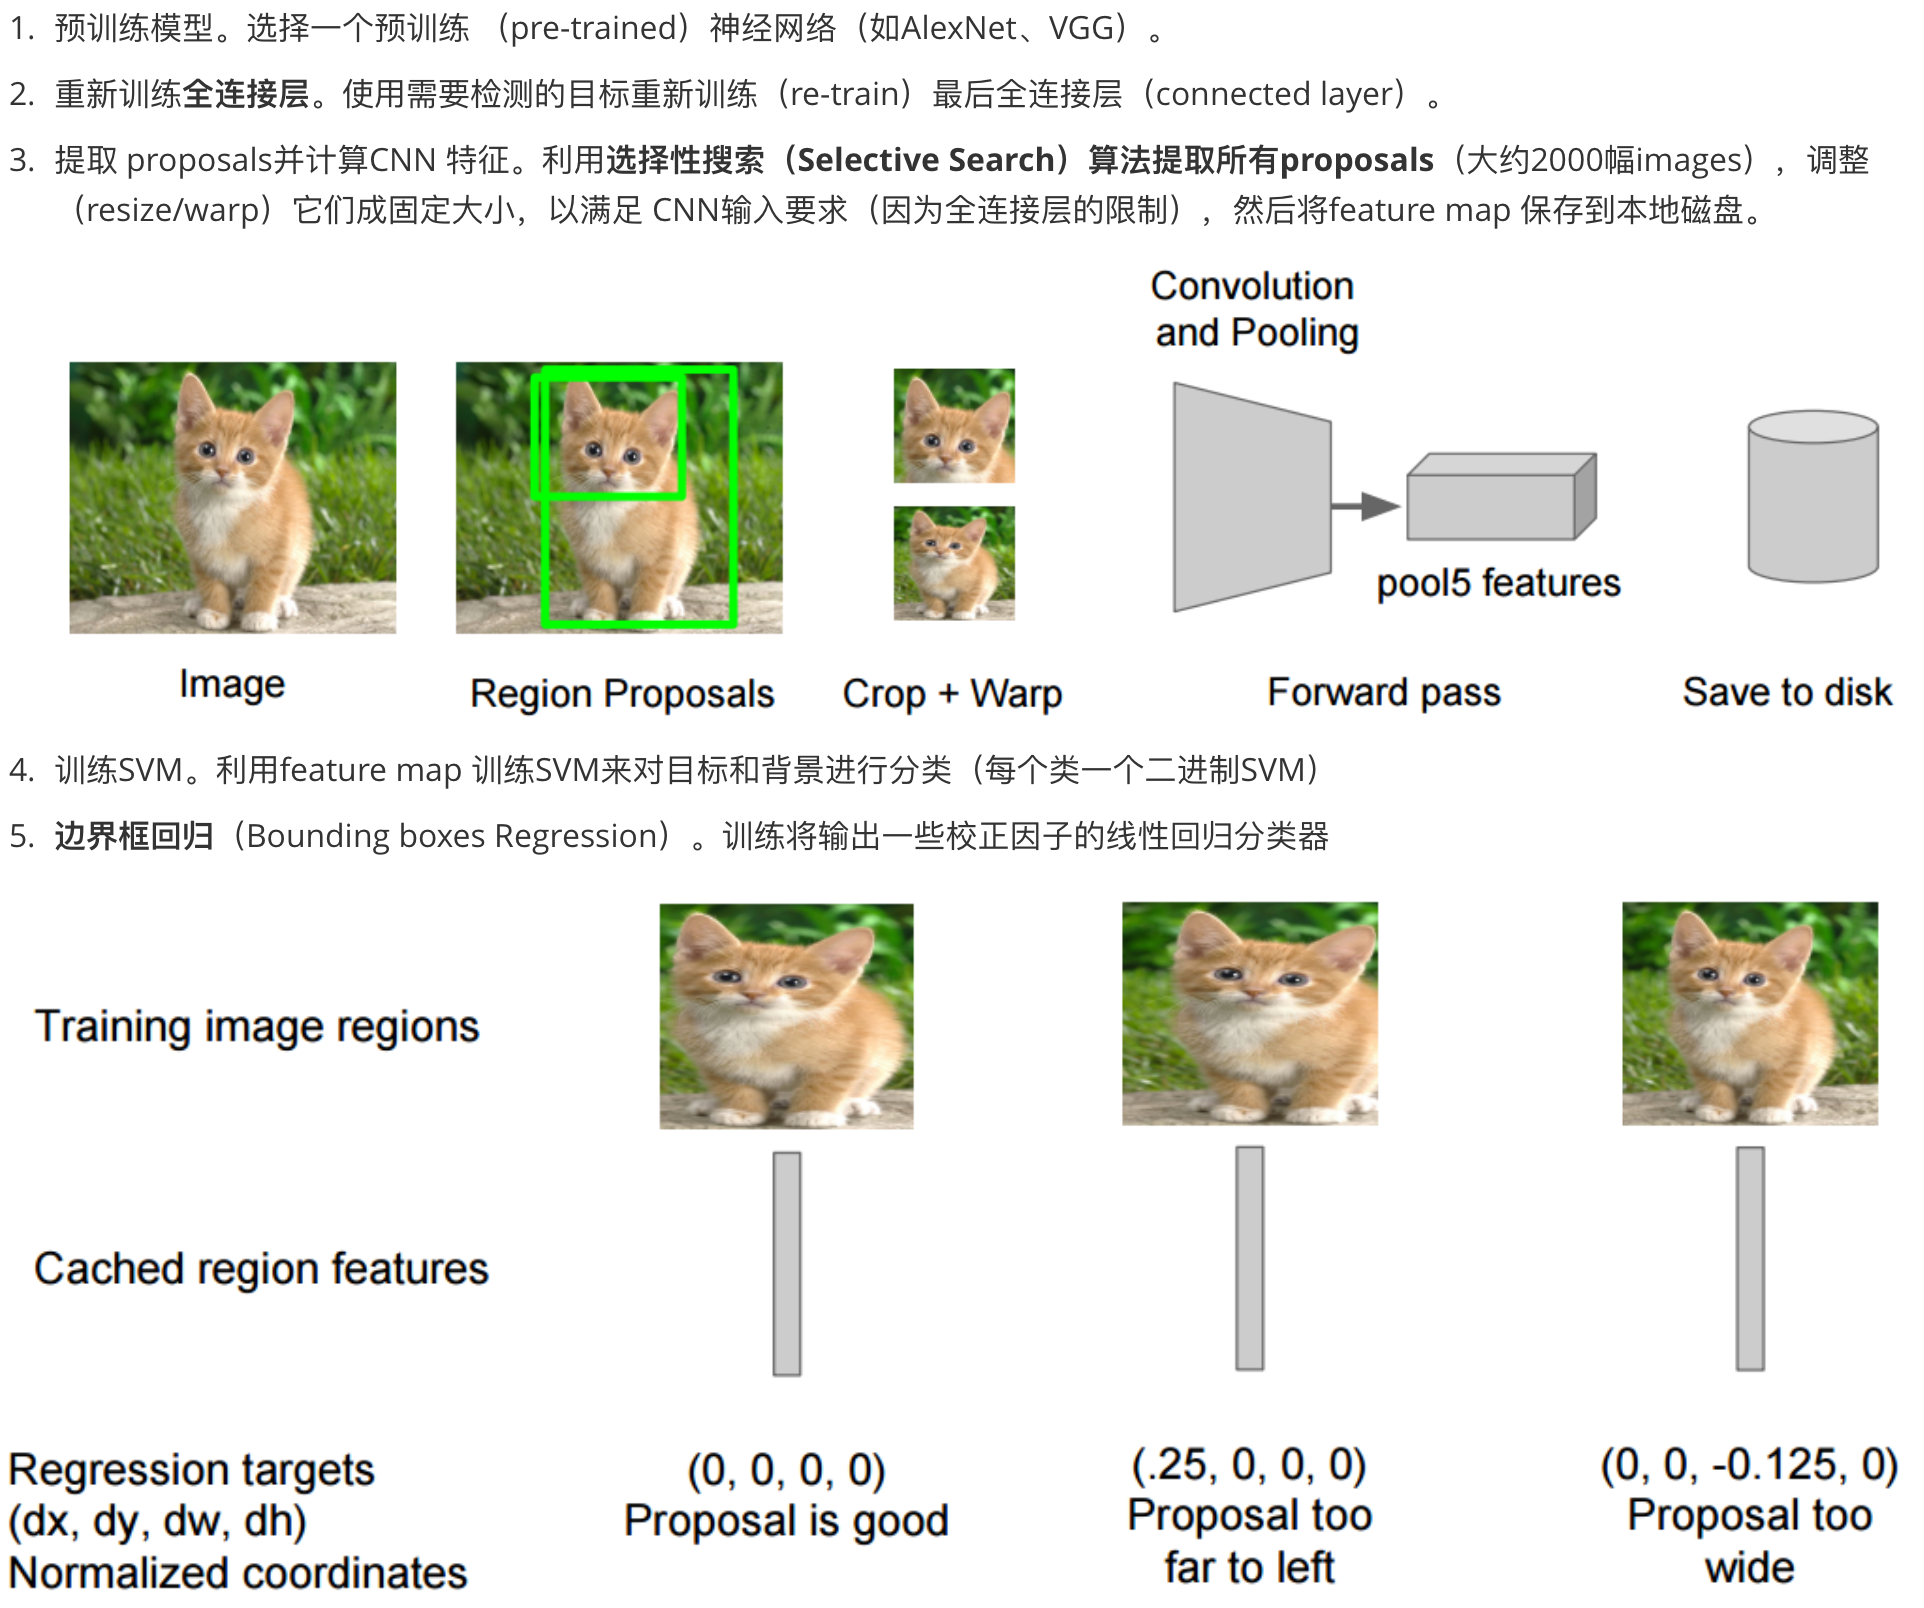 1. 预训练模型。选择一个预训练 （pre-trained）神经网络（如AlexNet、VGG）。
2. 重新训练全连接层。使用需要检测的目标重新训练（re-train）最后全连接层（connected layer）。
3. 提取 proposals并计算CNN 特征。利用选择性搜索（Selective Search）算法提取所有proposals（大约2000幅images），调整
（resize/warp）它们成固定大小，以满足 CNN输入要求（因为全连接层的限制），然后将feature map 保存到本地磁盘。
Convolution
and Pooling
pool5 features
Image
Region Proposals
Crop + Warp
Forward pass
Save to disk
4. 训练SVM。利用feature map 训练SVM来对目标和背景进行分类（每个类一个二进制SVM）
5. 边界框回归（Bounding boxes Regression）。训练将输出一些校正因子的线性回归分类器
Training image regions
Cached region features
Regression targets
(dx, dy, dw, dh)
Normalized coordinates
(0, 0, 0, 0)
Proposal is good
(.25, 0, 0, 0)
Proposal too
far to left
(0, 0, -0.125, 0)
Proposal too
wide